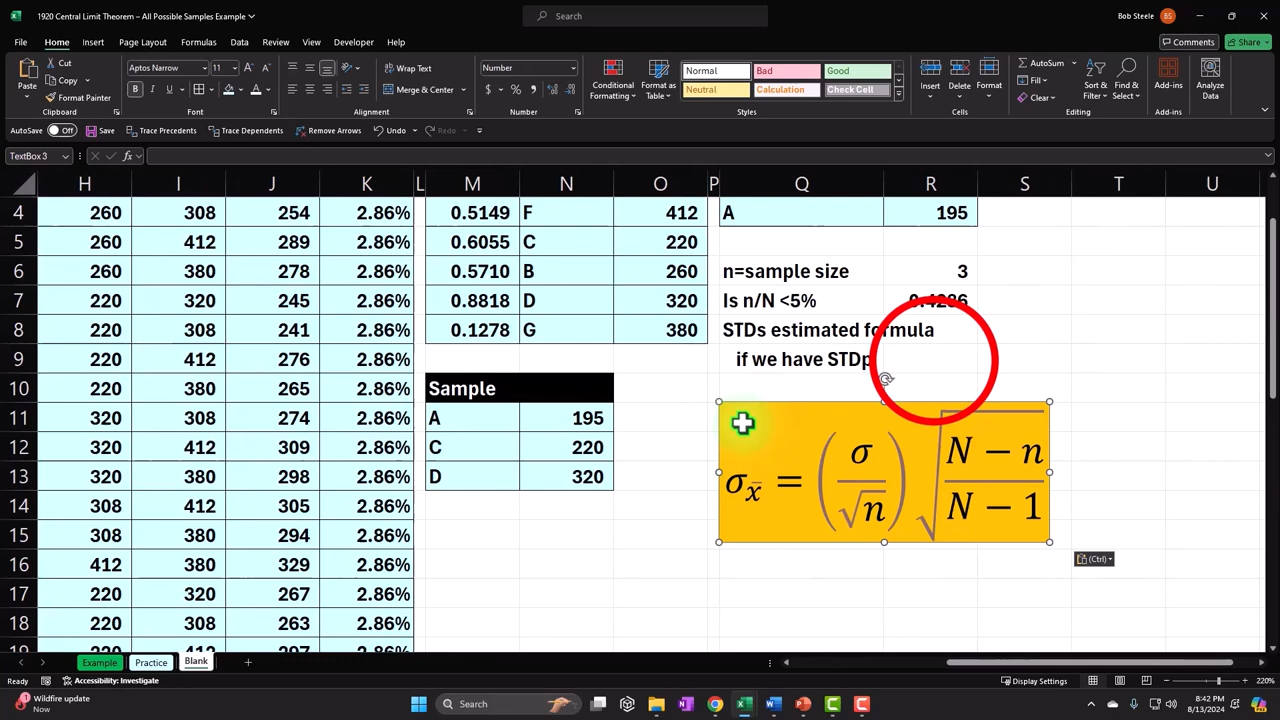 1920 Central Limit Theorem – All Possible Samples Example
Search
Bob Steele
BS
File Home Insert Page Layout Formulas Data Review View Developer Help
Comments
Share
Paste
Cut
Copy
Format Painter
Clipboard
Aptos Narrow 11
B I U
Font
Wrap Text
Merge & Center
Alignment
Number
$ % ,
Number
Conditional Formatting
Format as Table
Normal Bad Good
Neutral Calculation Check Cell
Styles
Insert Delete Format
Cells
AutoSum
Clear
Sort & Filter
Find & Select
Editing
Add-ins
Add-ins
Analyze Data
AutoSave Off Save Trace Precedents Trace Dependents Remove Arrows Undo Redo
TextBox 3 fx
H I J K L M N O P Q R S T U
4 260 308 254 2.86% 0.5149 F 412 A 195
5 260 412 289 2.86% 0.6055 C 220
6 260 380 278 2.86% 0.5710 B 260 n=sample size 3
7 220 320 245 2.86% 0.8818 D 320 Is n/N <5% 0.4286
8 220 308 241 2.86% 0.1278 G 380 STDs estimated formula
9 220 412 276 2.86% if we have STDp
10 220 380 265 2.86% Sample
11 320 308 274 2.86% A 195
12 320 412 309 2.86% C 220
13 320 380 298 2.86% D 320
14 308 412 305 2.86%
15 308 380 294 2.86%
16 412 380 329 2.86%
17 220 320 267 2.86%
18 220 308 263 2.86%
19 220 412 297 2.86%
σx̄ = (σ/√n) √((N − n)/(N − 1))
(Ctrl)
Example Practice Blank
Ready Accessibility: Investigate
Display Settings
220%
Wildfire update
Now
1
Search
8:42 PM
8/13/2024